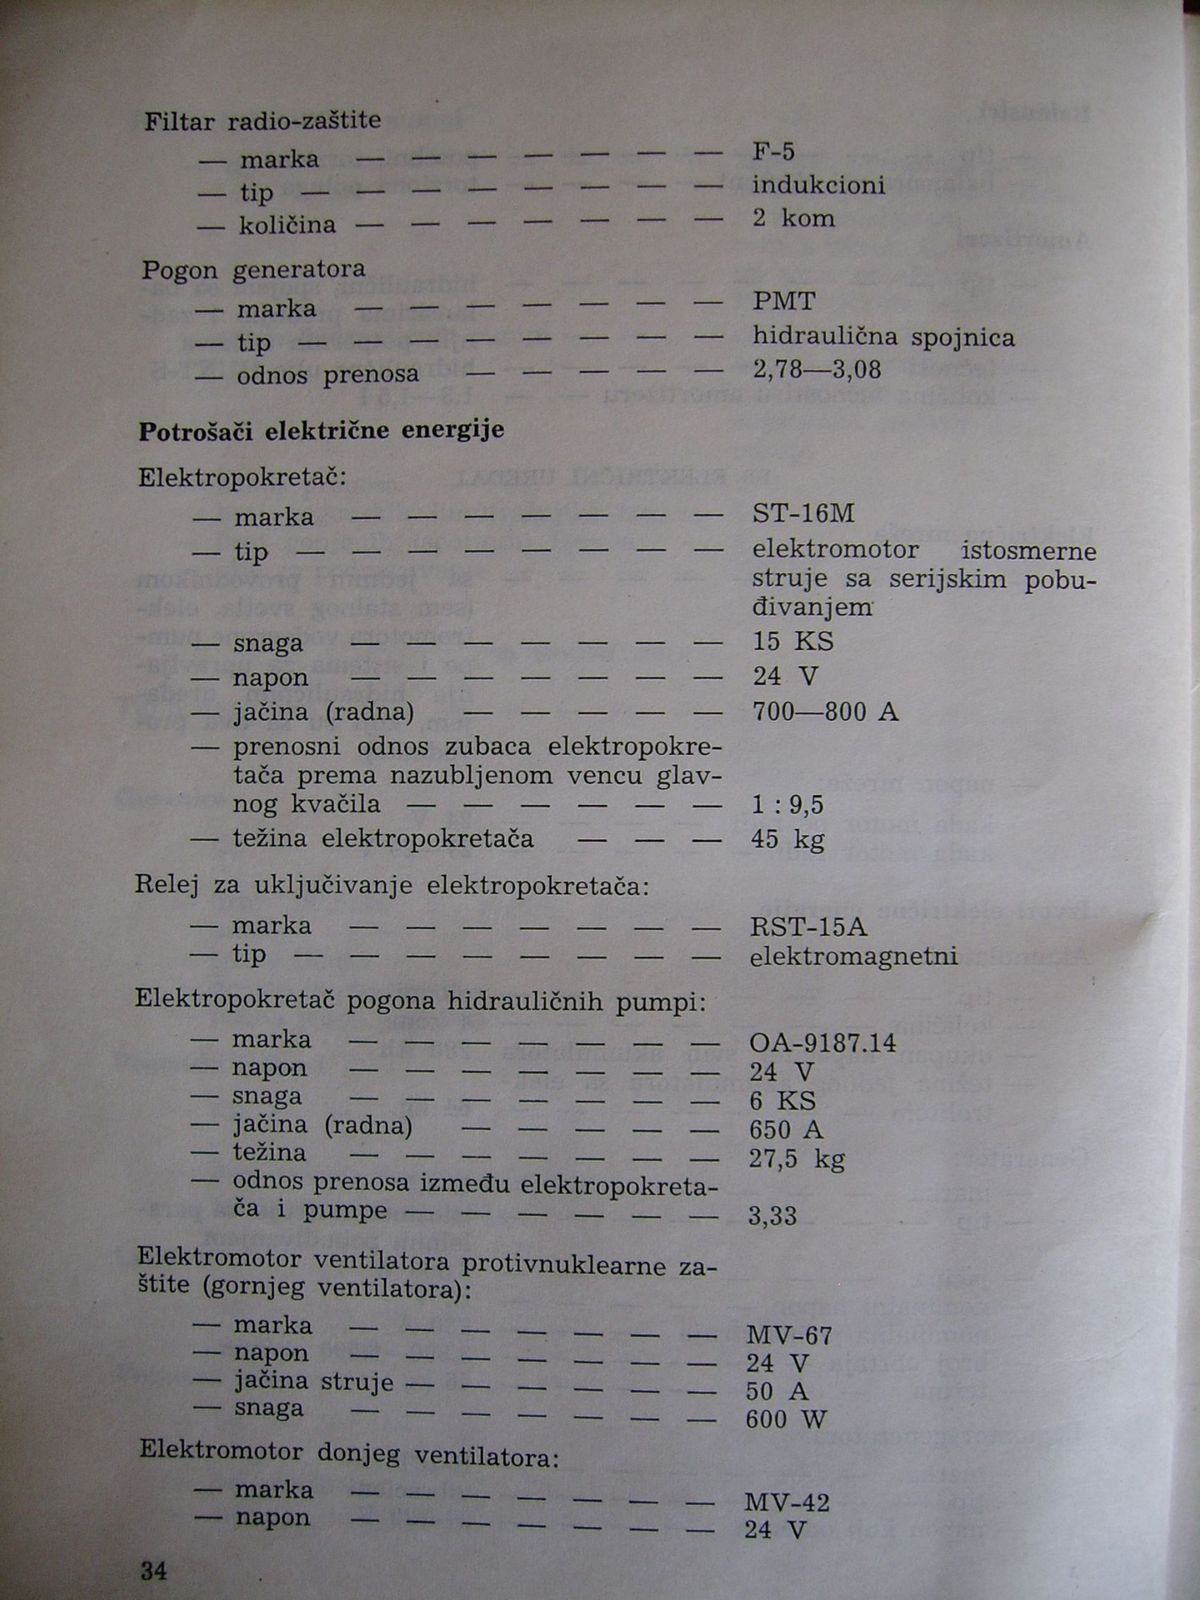 Filtar radio-zaštite
— marka — — — — — — — F-5
— tip — — — — — — — — indukcioni
— količina — — — — — — — 2 kom
Pogon generatora
— marka — — — — — — — PMT
— tip — — — — — — — — hidraulična spojnica
— odnos prenosa — — — — — 2,78—3,08
Potrošači električne energije
Elektropokretač:
— marka — — — — — — — ST-16M
— tip — — — — — — — — elektromotor istosmerne
struje sa serijskim pobu-
đivanjem
— snaga — — — — — — — 15 KS
— napon — — — — — — — 24 V
— jačina (radna) — — — — — 700—800 A
— prenosni odnos zubaca elektropokre-
tača prema nazubljenom vencu glav-
nog kvačila — — — — — — 1 : 9,5
— težina elektropokretača — — — 45 kg
Relej za uključivanje elektropokretača:
— marka — — — — — — — RST-15A
— tip — — — — — — — — elektromagnetni
Elektropokretač pogona hidrauličnih pumpi:
— marka — — — — — — — OA-9187.14
— napon — — — — — — — 24 V
— snaga — — — — — — — 6 KS
— jačina (radna) — — — — — 650 A
— težina — — — — — — — 27,5 kg
— odnos prenosa između elektropokreta-
ča i pumpe — — — — — — 3,33
Elektromotor ventilatora protivnuklearne za-
štite (gornjeg ventilatora):
— marka — — — — — — — MV-67
— napon — — — — — — — 24 V
— jačina struje — — — — — — 50 A
— snaga — — — — — — — 600 W
Elektromotor donjeg ventilatora:
— marka — — — — — — — MV-42
— napon — — — — — — — 24 V
34